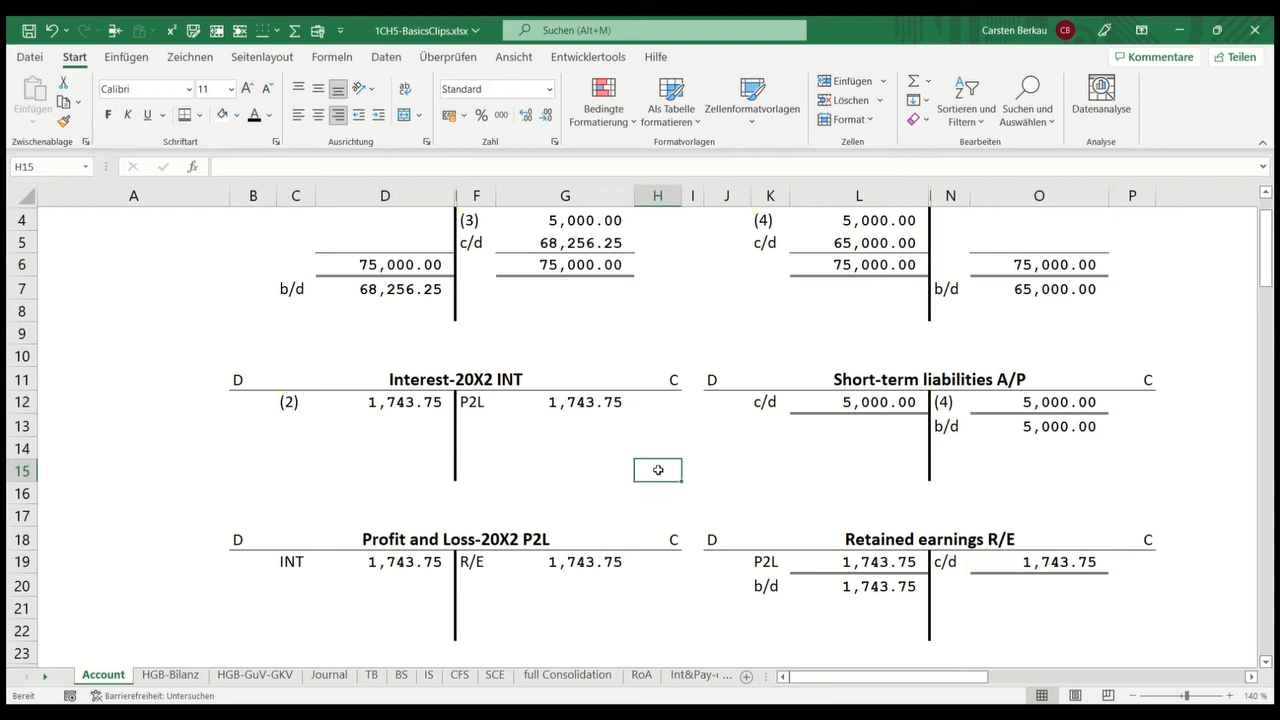 1CH5-BasicsClips.xlsx
Suchen (Alt+M)
Carsten Berkau CB
Datei Start Einfügen Zeichnen Seitenlayout Formeln Daten Überprüfen Ansicht Entwicklertools Hilfe Kommentare Teilen
Einfügen
Calibri 11
F K U
Standard
% 000
Bedingte Formatierung
Als Tabelle formatieren
Zellenformatvorlagen
Einfügen
Löschen
Format
Sortieren und Filtern
Suchen und Auswählen
Datenanalyse
Zwischenablage Schriftart Ausrichtung Zahl Formatvorlagen Zellen Bearbeiten Analyse
H15 fx
A B C D F G H I J K L N O P
4 (3) 5,000.00 (4) 5,000.00
5 c/d 68,256.25 c/d 65,000.00
6 75,000.00 75,000.00 75,000.00 75,000.00
7 b/d 68,256.25 b/d 65,000.00
8
9
10
11 D Interest-20X2 INT C D Short-term liabilities A/P C
12 (2) 1,743.75 P2L 1,743.75 c/d 5,000.00 (4) 5,000.00
13 b/d 5,000.00
14
15
16
17
18 D Profit and Loss-20X2 P2L C D Retained earnings R/E C
19 INT 1,743.75 R/E 1,743.75 P2L 1,743.75 c/d 1,743.75
20 b/d 1,743.75
21
22
23
Account HGB-Bilanz HGB-GuV-GKV Journal TB BS IS CFS SCE full Consolidation RoA Int&Pay-‹ ...
Bereit Barrierefreiheit: Untersuchen 140 %